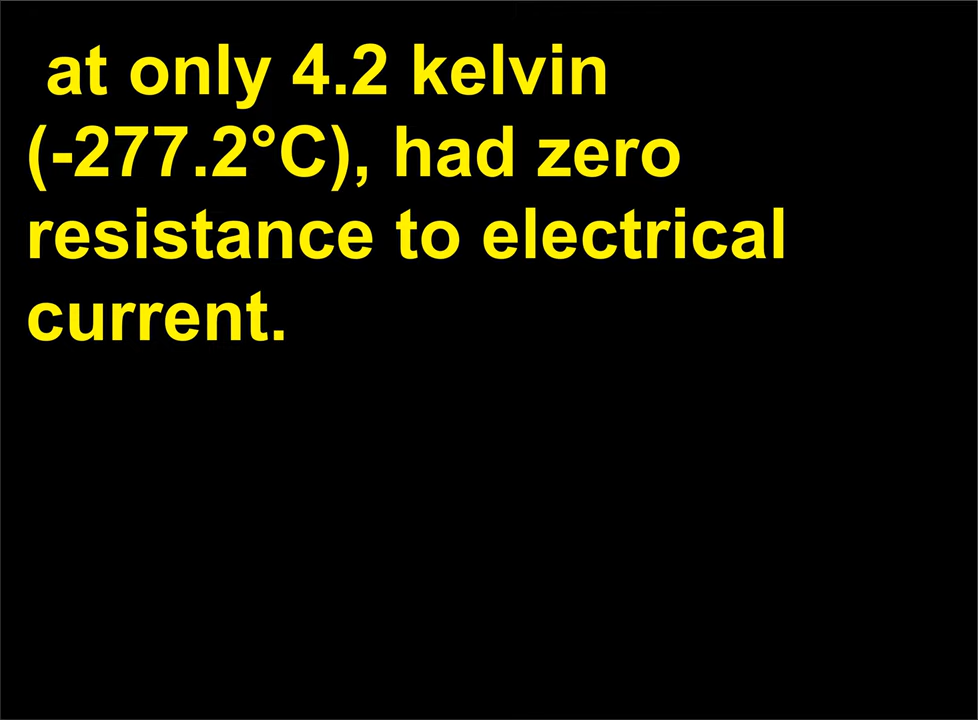 at only 4.2 kelvin
(-277.2°C), had zero
resistance to electrical
current.